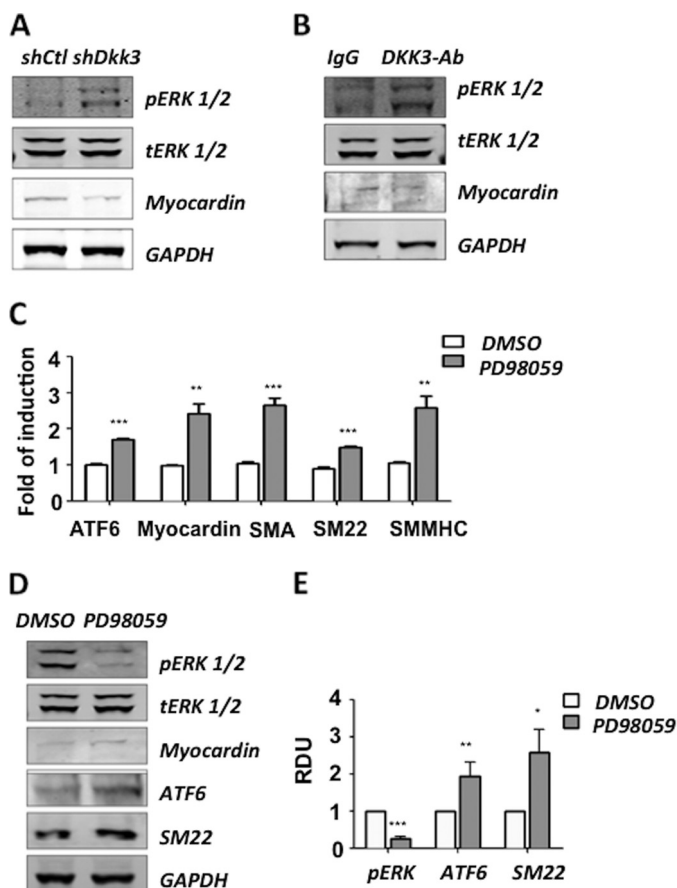 A
B
shCtl shDkk3
IgG DKK3-Ab
pERK 1/2
pERK 1/2
tERK 1/2
tERK 1/2
Myocardin
Myocardin
GAPDH
GAPDH
C
DMSO
PD98059
Fold of induction
4
3
2
1
0
***
**
***
***
**
ATF6 Myocardin SMA SM22 SMMHC
D
E
DMSO PD98059
pERK 1/2
tERK 1/2
Myocardin
ATF6
SM22
GAPDH
DMSO
PD98059
RDU
4
3
2
1
0
***
**
*
pERK ATF6 SM22